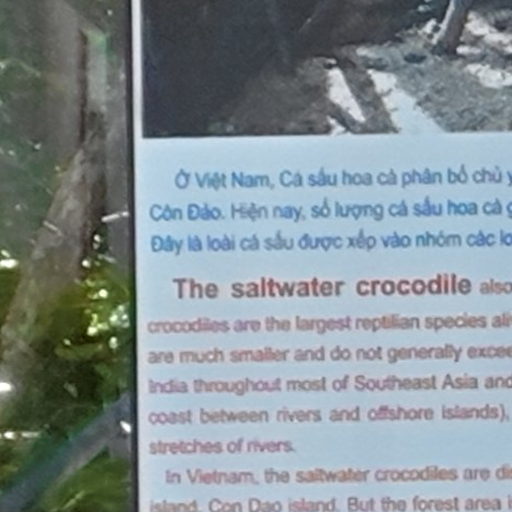 Ở Việt Nam, Cá sấu hoa cà phân bố chủ
Côn Đảo. Hiện nay, số lượng cá sấu hoa cà
Đây là loài cá sấu được xếp vào nhóm các
The saltwater crocodile also
crocodiles are the largest reptilian species
are much smaller and do not generally
India throughout most of Southeast Asia and
coast between rivers and offshore islands),
stretches of rivers.
In Vietnam, the saltwater crocodiles are
island, Con Dao island. But the forest area